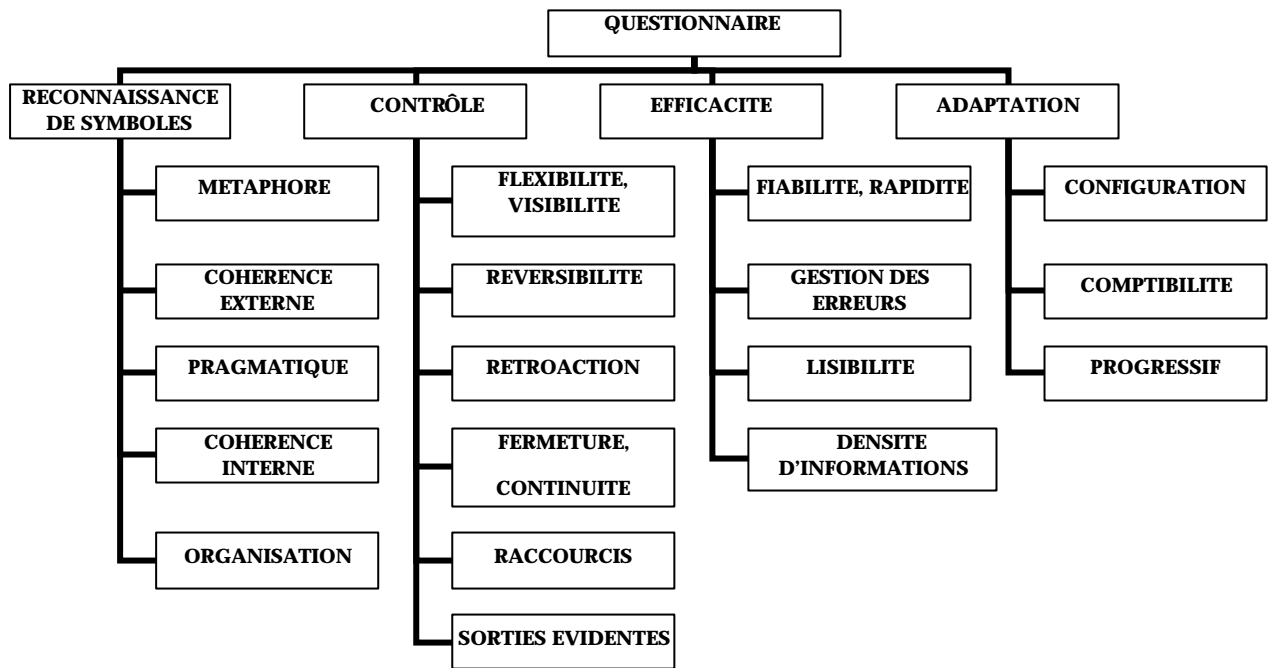 QUESTIONNAIRE
RECONNAISSANCE
DE SYMBOLES
METAPHORE
COHERENCE
EXTERNE
PRAGMATIQUE
COHERENCE
INTERNE
ORGANISATION
CONTRÔLE
FLEXIBILITE,
VISIBILITE
REVERSIBILITE
RETROACTION
FERMETURE,
CONTINUITE
RACCOURCIS
SORTIES EVIDENTES
EFFICACITE
FIABILITE, RAPIDITE
GESTION DES
ERREURS
LISIBILITE
DENSITE
D'INFORMATIONS
ADAPTATION
CONFIGURATION
COMPTIBILITE
PROGRESSIF